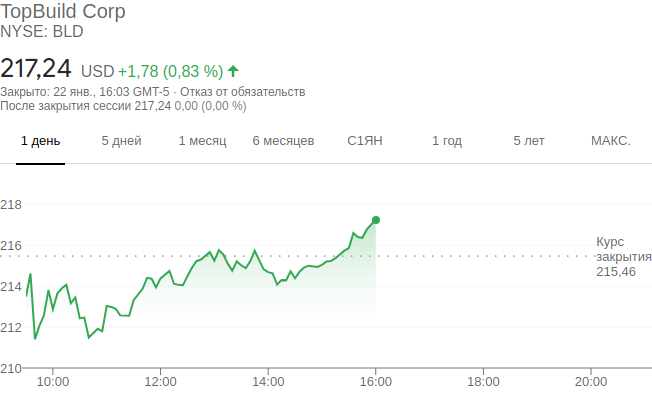 TopBuild Corp
NYSE: BLD
217,24 USD +1,78 (0,83 %)
Закрыто: 22 янв., 16:03 GMT-5 · Отказ от обязательств
После закрытия сессии 217,24 0,00 (0,00 %)
1 день 5 дней 1 месяц 6 месяцев С1ЯН 1 год 5 лет МАКС.
218
216
Курс
закрытия
215,46
214
212
210
10:00 12:00 14:00 16:00 18:00 20:00